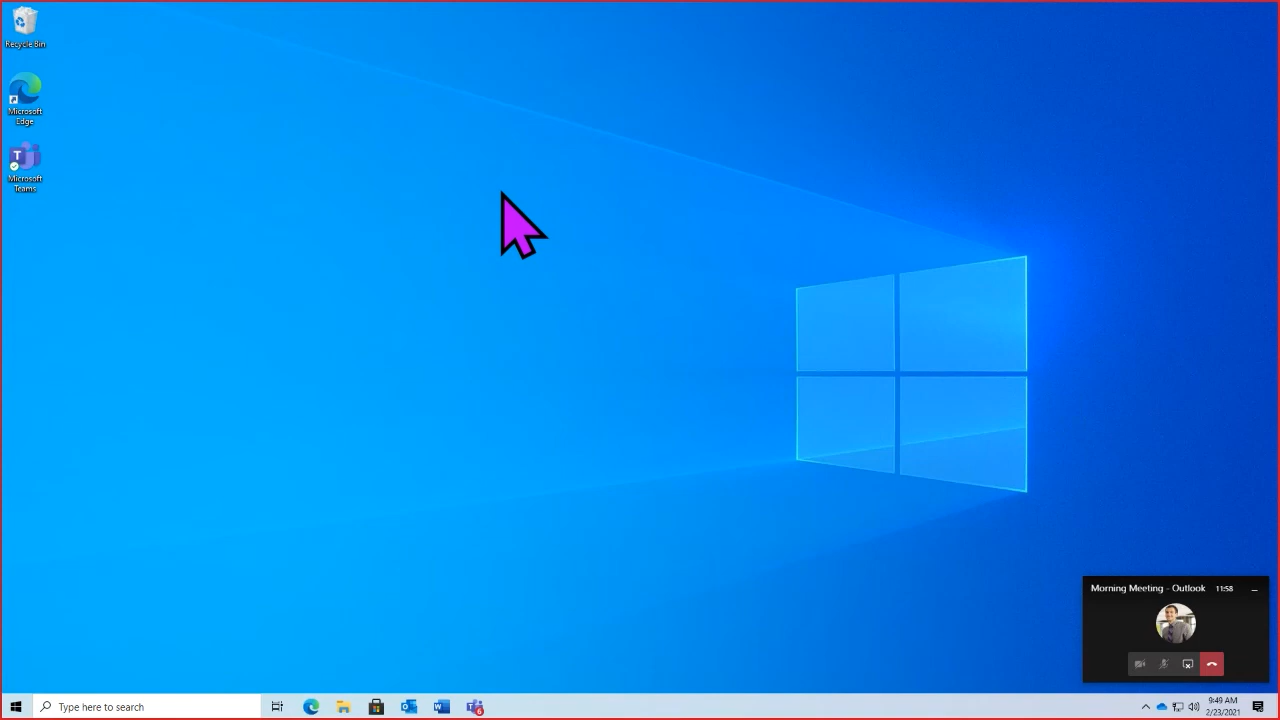 Recycle Bin
Microsoft
Edge
Microsoft
Teams
Morning Meeting - Outlook 11:58
Type here to search
6
9:49 AM
2/23/2021